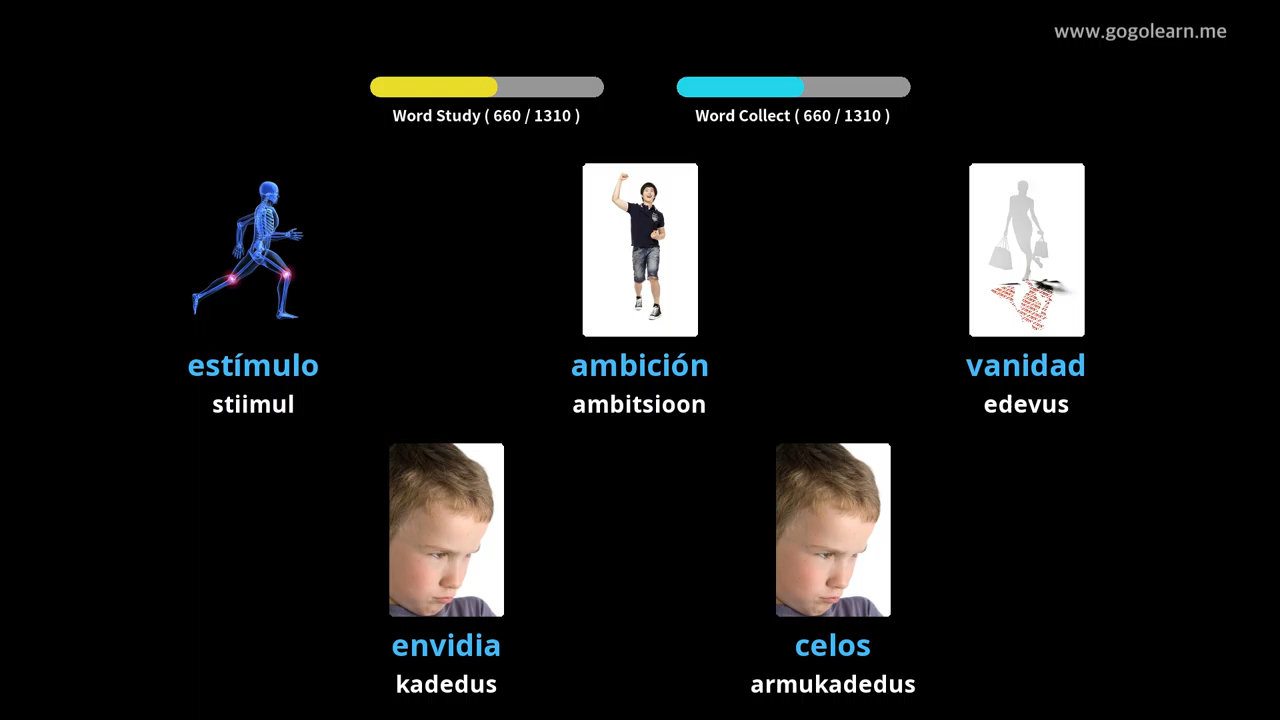 www.gogolearn.me
Word Study ( 660 / 1310 )
Word Collect ( 660 / 1310 )
estímulo
stiimul
ambición
ambitsioon
vanidad
edevus
envidia
kadedus
celos
armukadedus